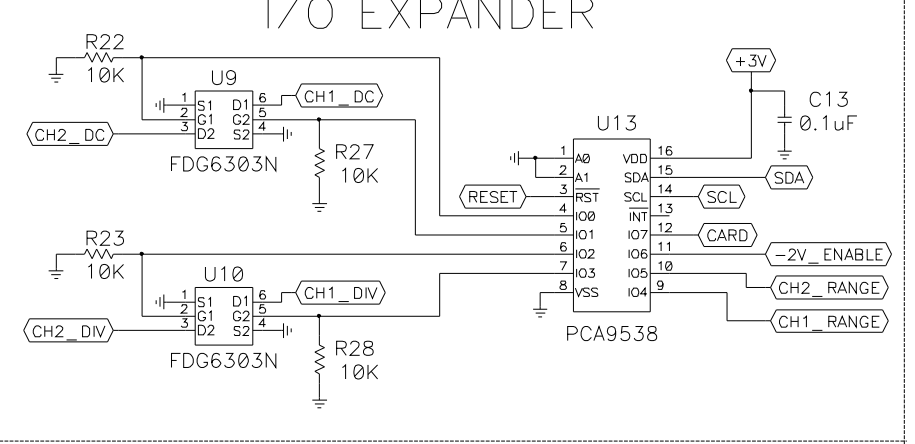 I/O EXPANDER
R22
10K
U9
1 S1 D1 6
2 G1 G2 5
3 D2 S2 4
CH1_DC
CH2_DC
FDG6303N
R27
10K
+3V
C13
0.1uF
U13
1 A0 VDD 16
2 A1 SDA 15
3 RST SCL 14
4 IO0 INT 13
5 IO1 IO7 12
6 IO2 IO6 11
7 IO3 IO5 10
8 VSS IO4 9
PCA9538
RESET
SDA
SCL
CARD
-2V_ENABLE
CH2_RANGE
CH1_RANGE
R23
10K
U10
1 S1 D1 6
2 G1 G2 5
3 D2 S2 4
CH1_DIV
CH2_DIV
FDG6303N
R28
10K